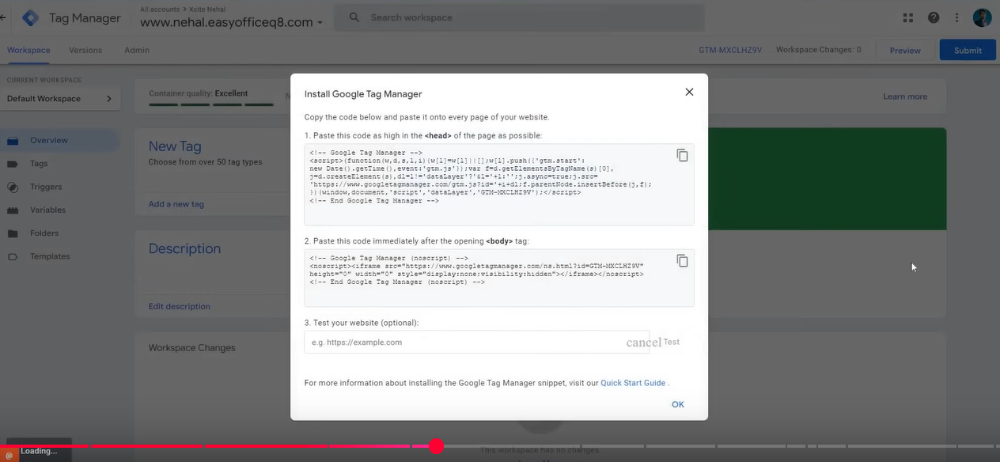 Tag Manager
All accounts > Xcite Nehal
www.nehal.easyofficeq8.com
Search workspace
Workspace
Versions
Admin
GTM-MXCLHZ9V
Workspace Changes: 0
Preview
Submit
CURRENT WORKSPACE
Default Workspace
Overview
Tags
Triggers
Variables
Folders
Templates
Container quality: Excellent
Learn more
New Tag
Choose from over 50 tag types
Add a new tag
Description
Edit description
Workspace Changes
This workspace has no changes
Install Google Tag Manager
Copy the code below and paste it onto every page of your website.
1. Paste this code as high in the <head> of the page as possible:
<!-- Google Tag Manager -->
<script>(function(w,d,s,l,i){w[l]=w[l]||[];w[l].push({'gtm.start':
new Date().getTime(),event:'gtm.js'});var f=d.getElementsByTagName(s)[0],
j=d.createElement(s),dl=l!='dataLayer'?'&l='+l:'';j.async=true;j.src=
'https://www.googletagmanager.com/gtm.js?id='+i+dl;f.parentNode.insertBefore(j,f);
})(window,document,'script','dataLayer','GTM-MXCLHZ9V');</script>
<!-- End Google Tag Manager -->
2. Paste this code immediately after the opening <body> tag:
<!-- Google Tag Manager (noscript) -->
<noscript><iframe src="https://www.googletagmanager.com/ns.html?id=GTM-MXCLHZ9V"
height="0" width="0" style="display:none;visibility:hidden"></iframe></noscript>
<!-- End Google Tag Manager (noscript) -->
3. Test your website (optional):
e.g. https://example.com
cancel Test
For more information about installing the Google Tag Manager snippet, visit our Quick Start Guide .
OK
@ Loading...